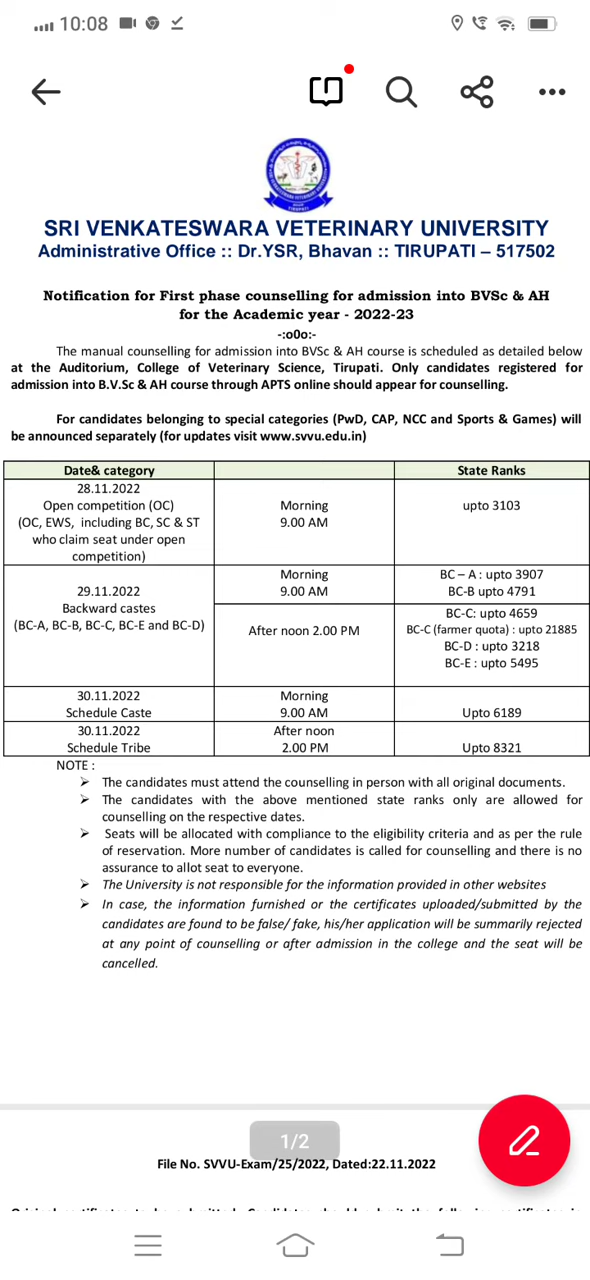 10:08
SRI VENKATESWARA VETERINARY UNIVERSITY
Administrative Office :: Dr.YSR, Bhavan :: TIRUPATI – 517502
Notification for First phase counselling for admission into BVSc & AH
for the Academic year - 2022-23
-:o0o:-
The manual counselling for admission into BVSc & AH course is scheduled as detailed below
at the Auditorium, College of Veterinary Science, Tirupati. Only candidates registered for
admission into B.V.Sc & AH course through APTS online should appear for counselling.
For candidates belonging to special categories (PwD, CAP, NCC and Sports & Games) will
be announced separately (for updates visit www.svvu.edu.in)
Date& category
State Ranks
28.11.2022
Open competition (OC)
(OC, EWS, including BC, SC & ST
who claim seat under open
competition)
Morning
9.00 AM
upto 3103
29.11.2022
Backward castes
(BC-A, BC-B, BC-C, BC-E and BC-D)
Morning
9.00 AM
BC – A : upto 3907
BC-B upto 4791
After noon 2.00 PM
BC-C: upto 4659
BC-C (farmer quota) : upto 21885
BC-D : upto 3218
BC-E : upto 5495
30.11.2022
Schedule Caste
Morning
9.00 AM
Upto 6189
30.11.2022
Schedule Tribe
After noon
2.00 PM
Upto 8321
NOTE :
➢ The candidates must attend the counselling in person with all original documents.
➢ The candidates with the above mentioned state ranks only are allowed for
counselling on the respective dates.
➢ Seats will be allocated with compliance to the eligibility criteria and as per the rule
of reservation. More number of candidates is called for counselling and there is no
assurance to allot seat to everyone.
➢ The University is not responsible for the information provided in other websites
➢ In case, the information furnished or the certificates uploaded/submitted by the
candidates are found to be false/ fake, his/her application will be summarily rejected
at any point of counselling or after admission in the college and the seat will be
cancelled.
1/2
File No. SVVU-Exam/25/2022, Dated:22.11.2022